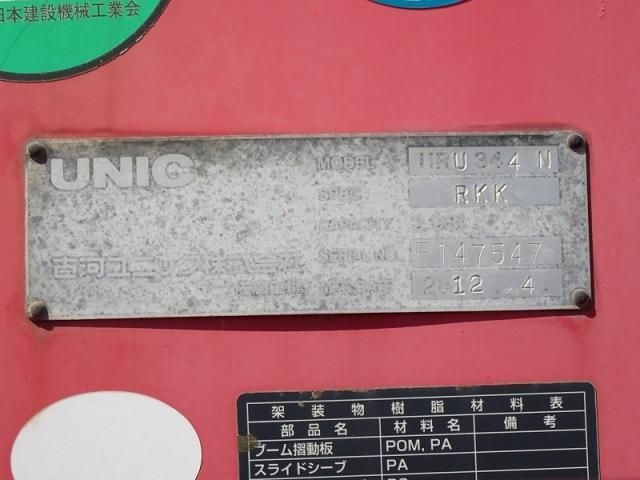 日本建設機械工業会
UNIC
MODEL URU344N
SPEC. RKK
CAPACITY
古河ユニック株式会社
SERIAL NO. F147547
MFG.DATE 2012.4
架装物樹脂材料表
部品名 材料名 備考
ブーム摺動板 POM, PA
スライドシーブ PA